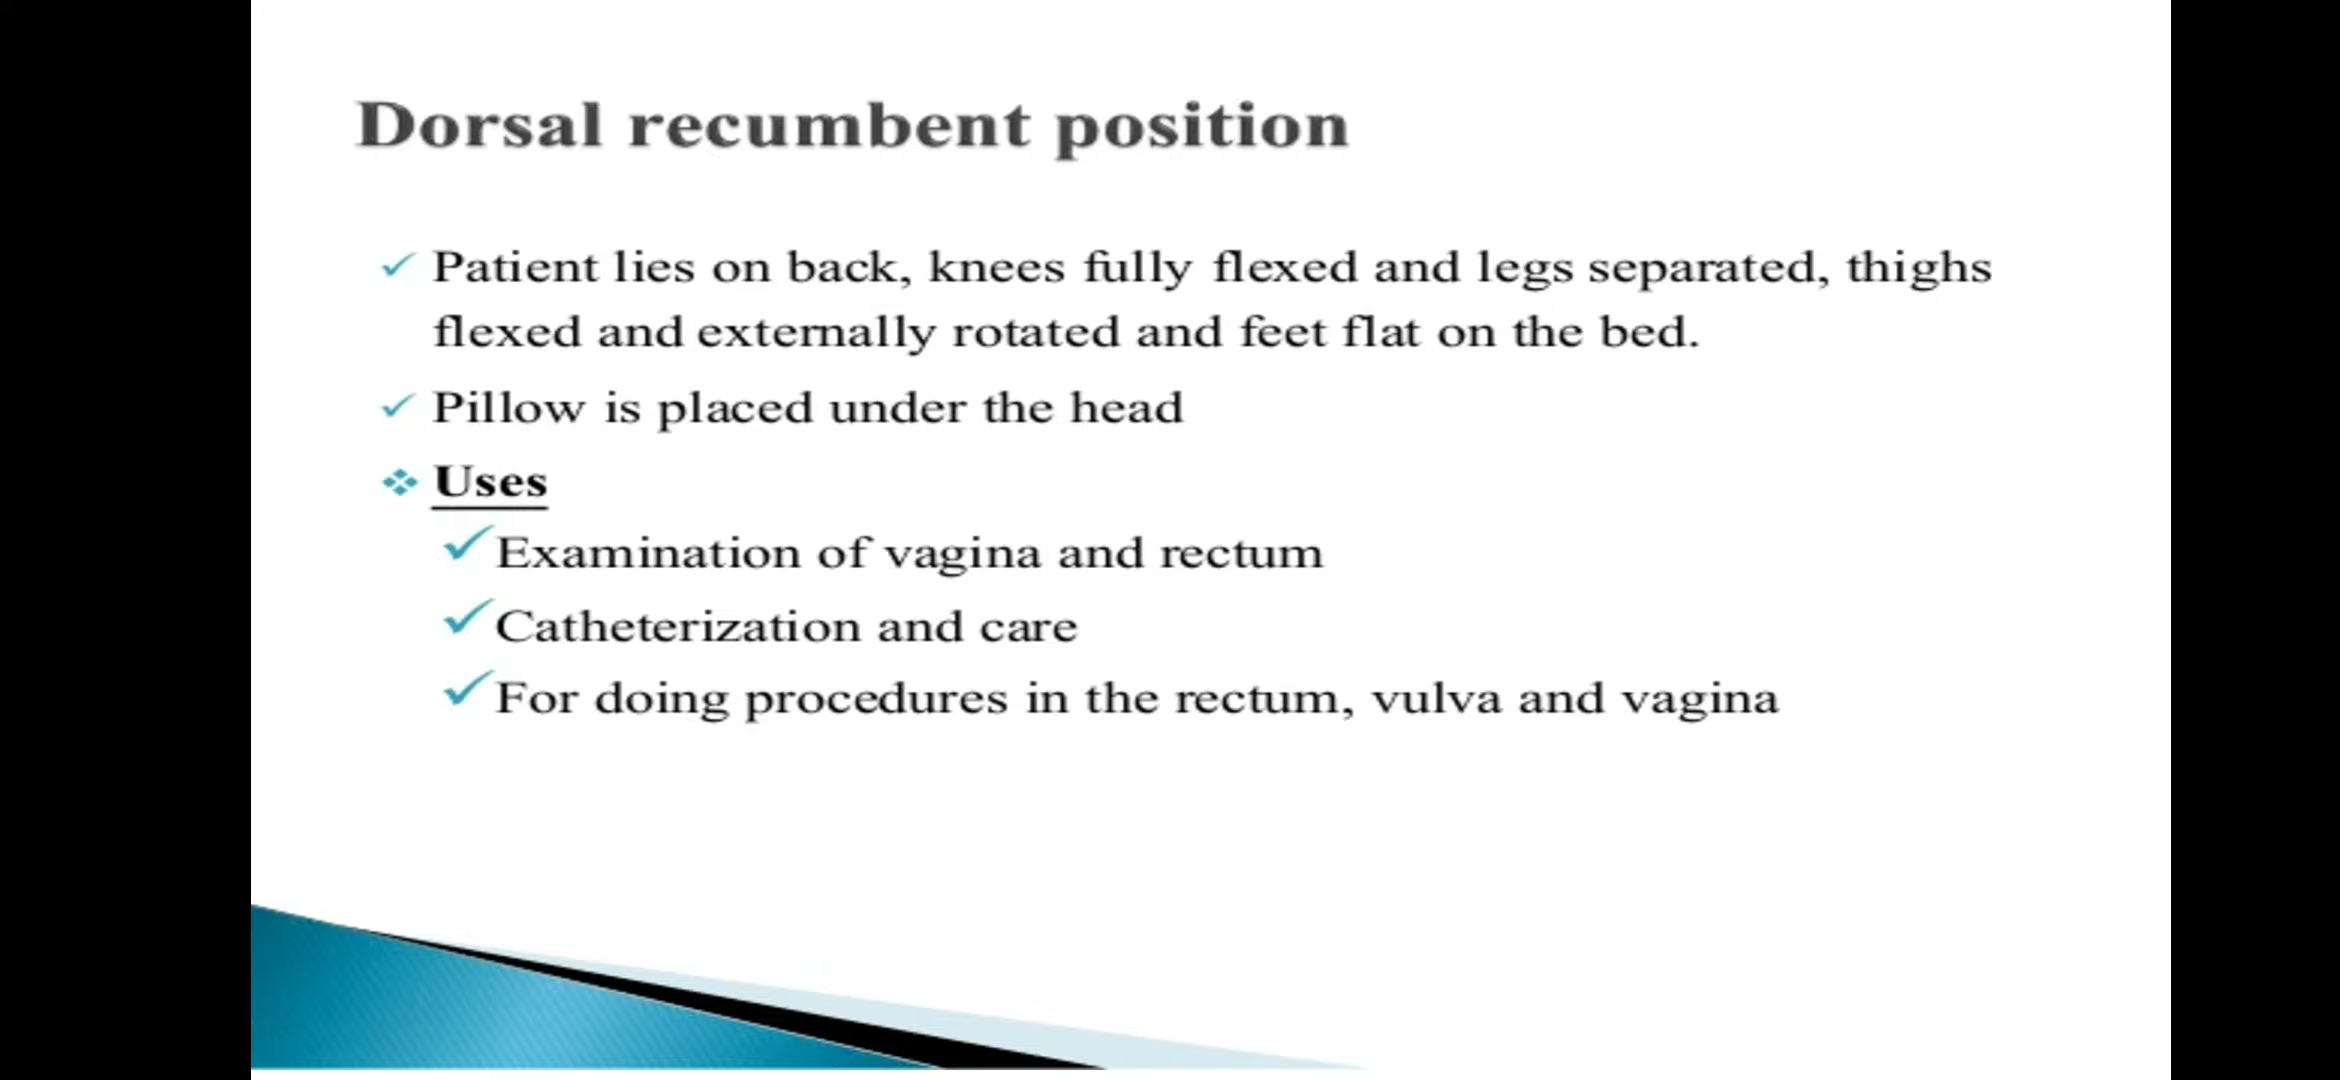 Dorsal recumbent position
Patient lies on back, knees fully flexed and legs separated, thighs
flexed and externally rotated and feet flat on the bed.
Pillow is placed under the head
Uses
Examination of vagina and rectum
Catheterization and care
For doing procedures in the rectum, vulva and vagina